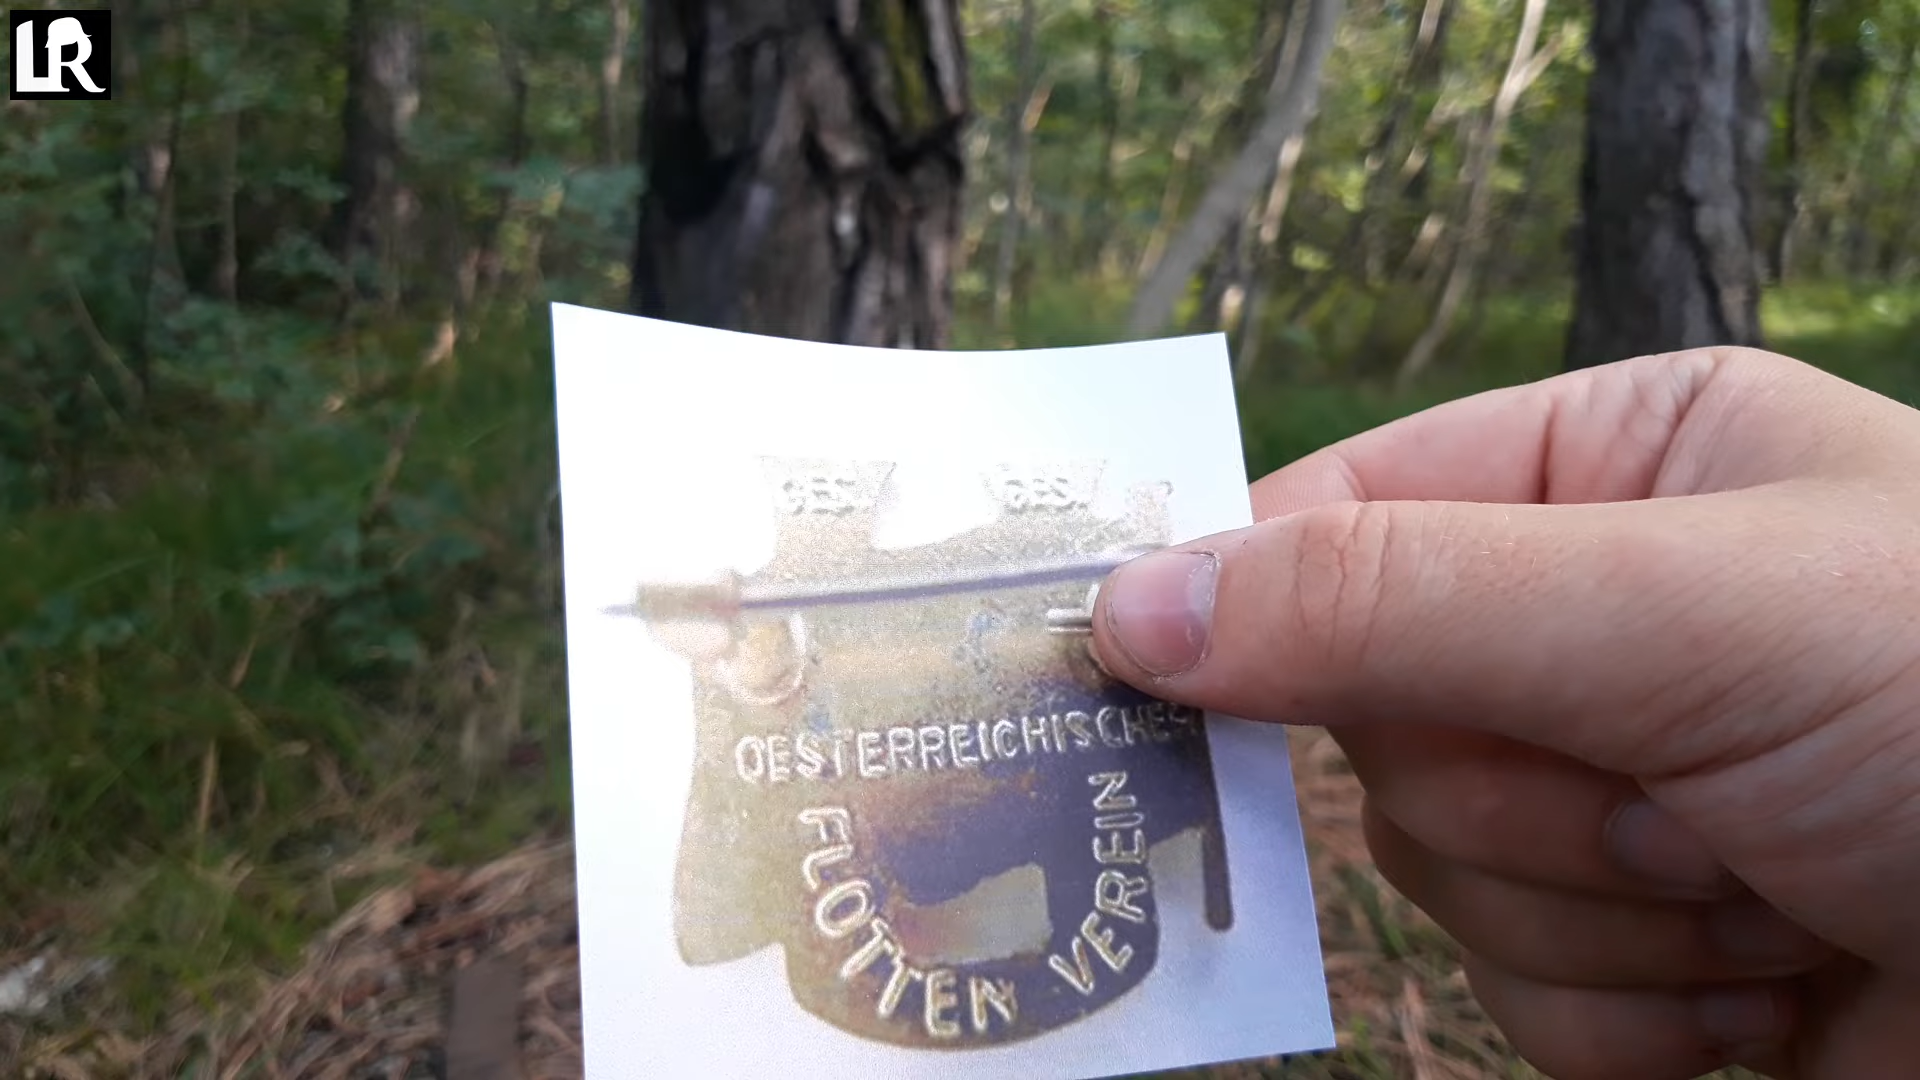 LR
GES.
GES.
OESTERREICHISCHER
FLOTTEN VEREIN